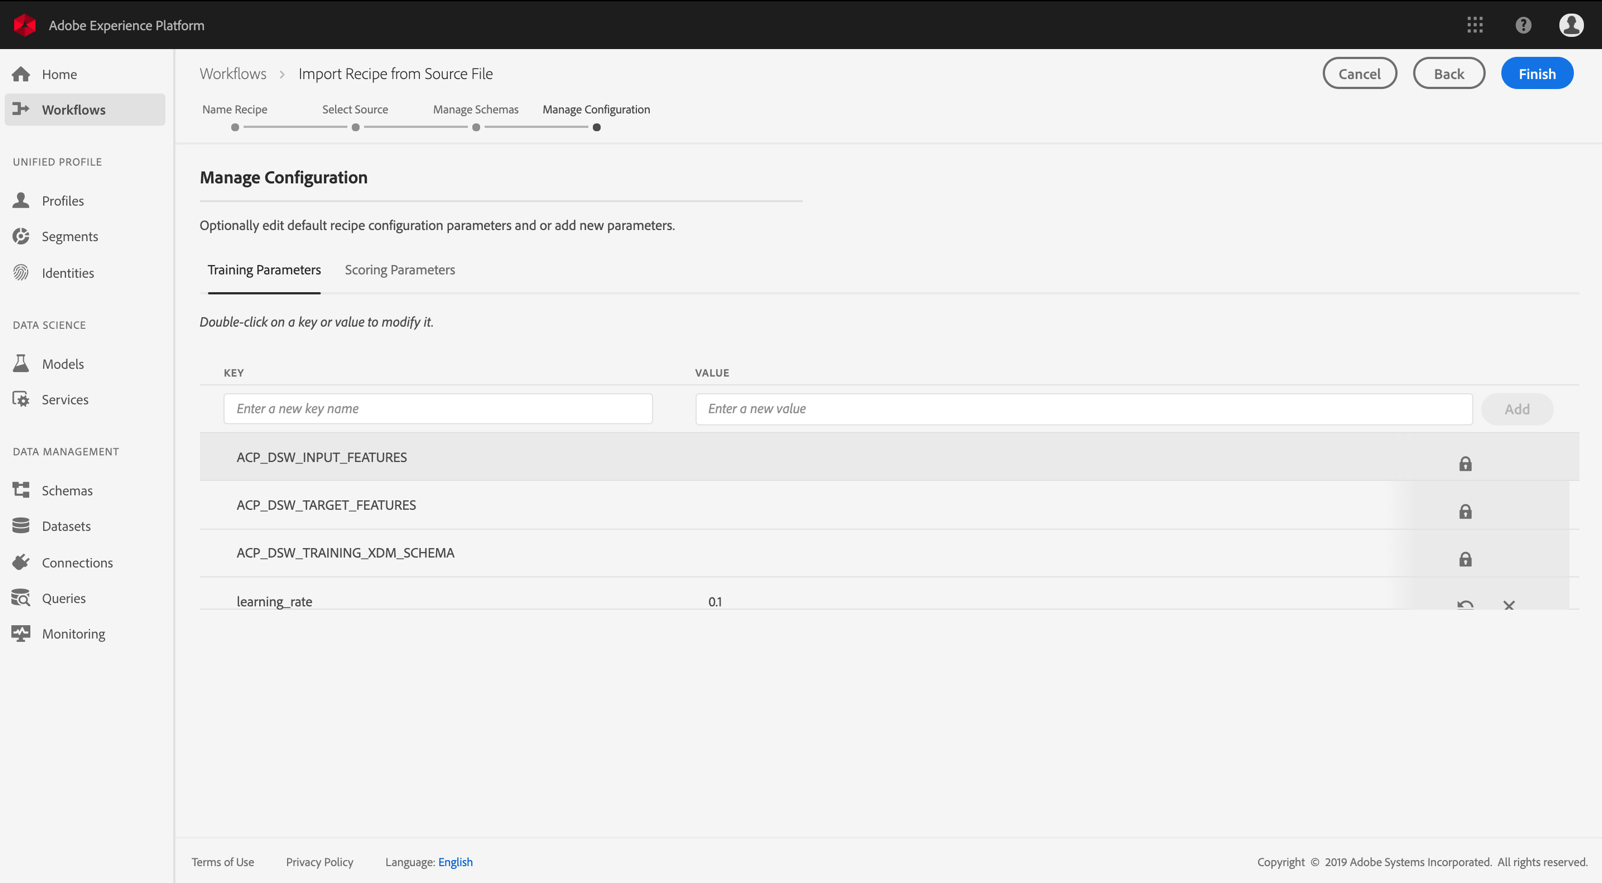 Adobe Experience Platform
Home
Workflows
UNIFIED PROFILE
Profiles
Segments
Identities
DATA SCIENCE
Models
Services
DATA MANAGEMENT
Schemas
Datasets
Connections
Queries
Monitoring
Workflows > Import Recipe from Source File
Cancel Back Finish
Name Recipe Select Source Manage Schemas Manage Configuration
Manage Configuration
Optionally edit default recipe configuration parameters and or add new parameters.
Training Parameters Scoring Parameters
Double-click on a key or value to modify it.
KEY VALUE
Enter a new key name Enter a new value Add
ACP_DSW_INPUT_FEATURES
ACP_DSW_TARGET_FEATURES
ACP_DSW_TRAINING_XDM_SCHEMA
learning_rate 0.1
Terms of Use Privacy Policy Language: English Copyright © 2019 Adobe Systems Incorporated. All rights reserved.